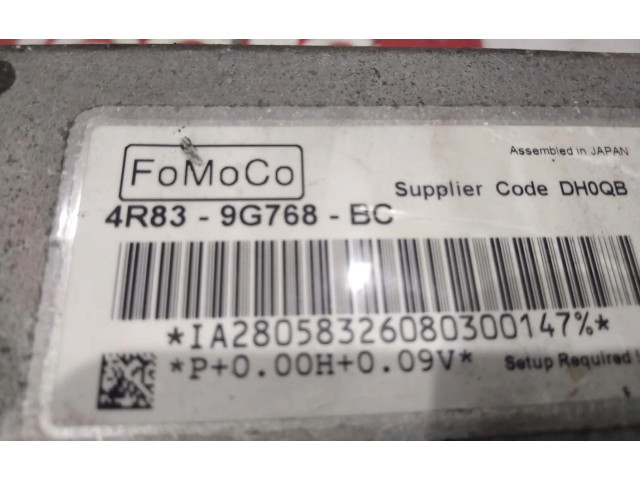 Assembled in JAPAN
FoMoCo
Supplier Code DH0QB
4R83 - 9G768 - BC
*IA28058326080300147%*
*P+0.00H+0.09V*
Setup Required